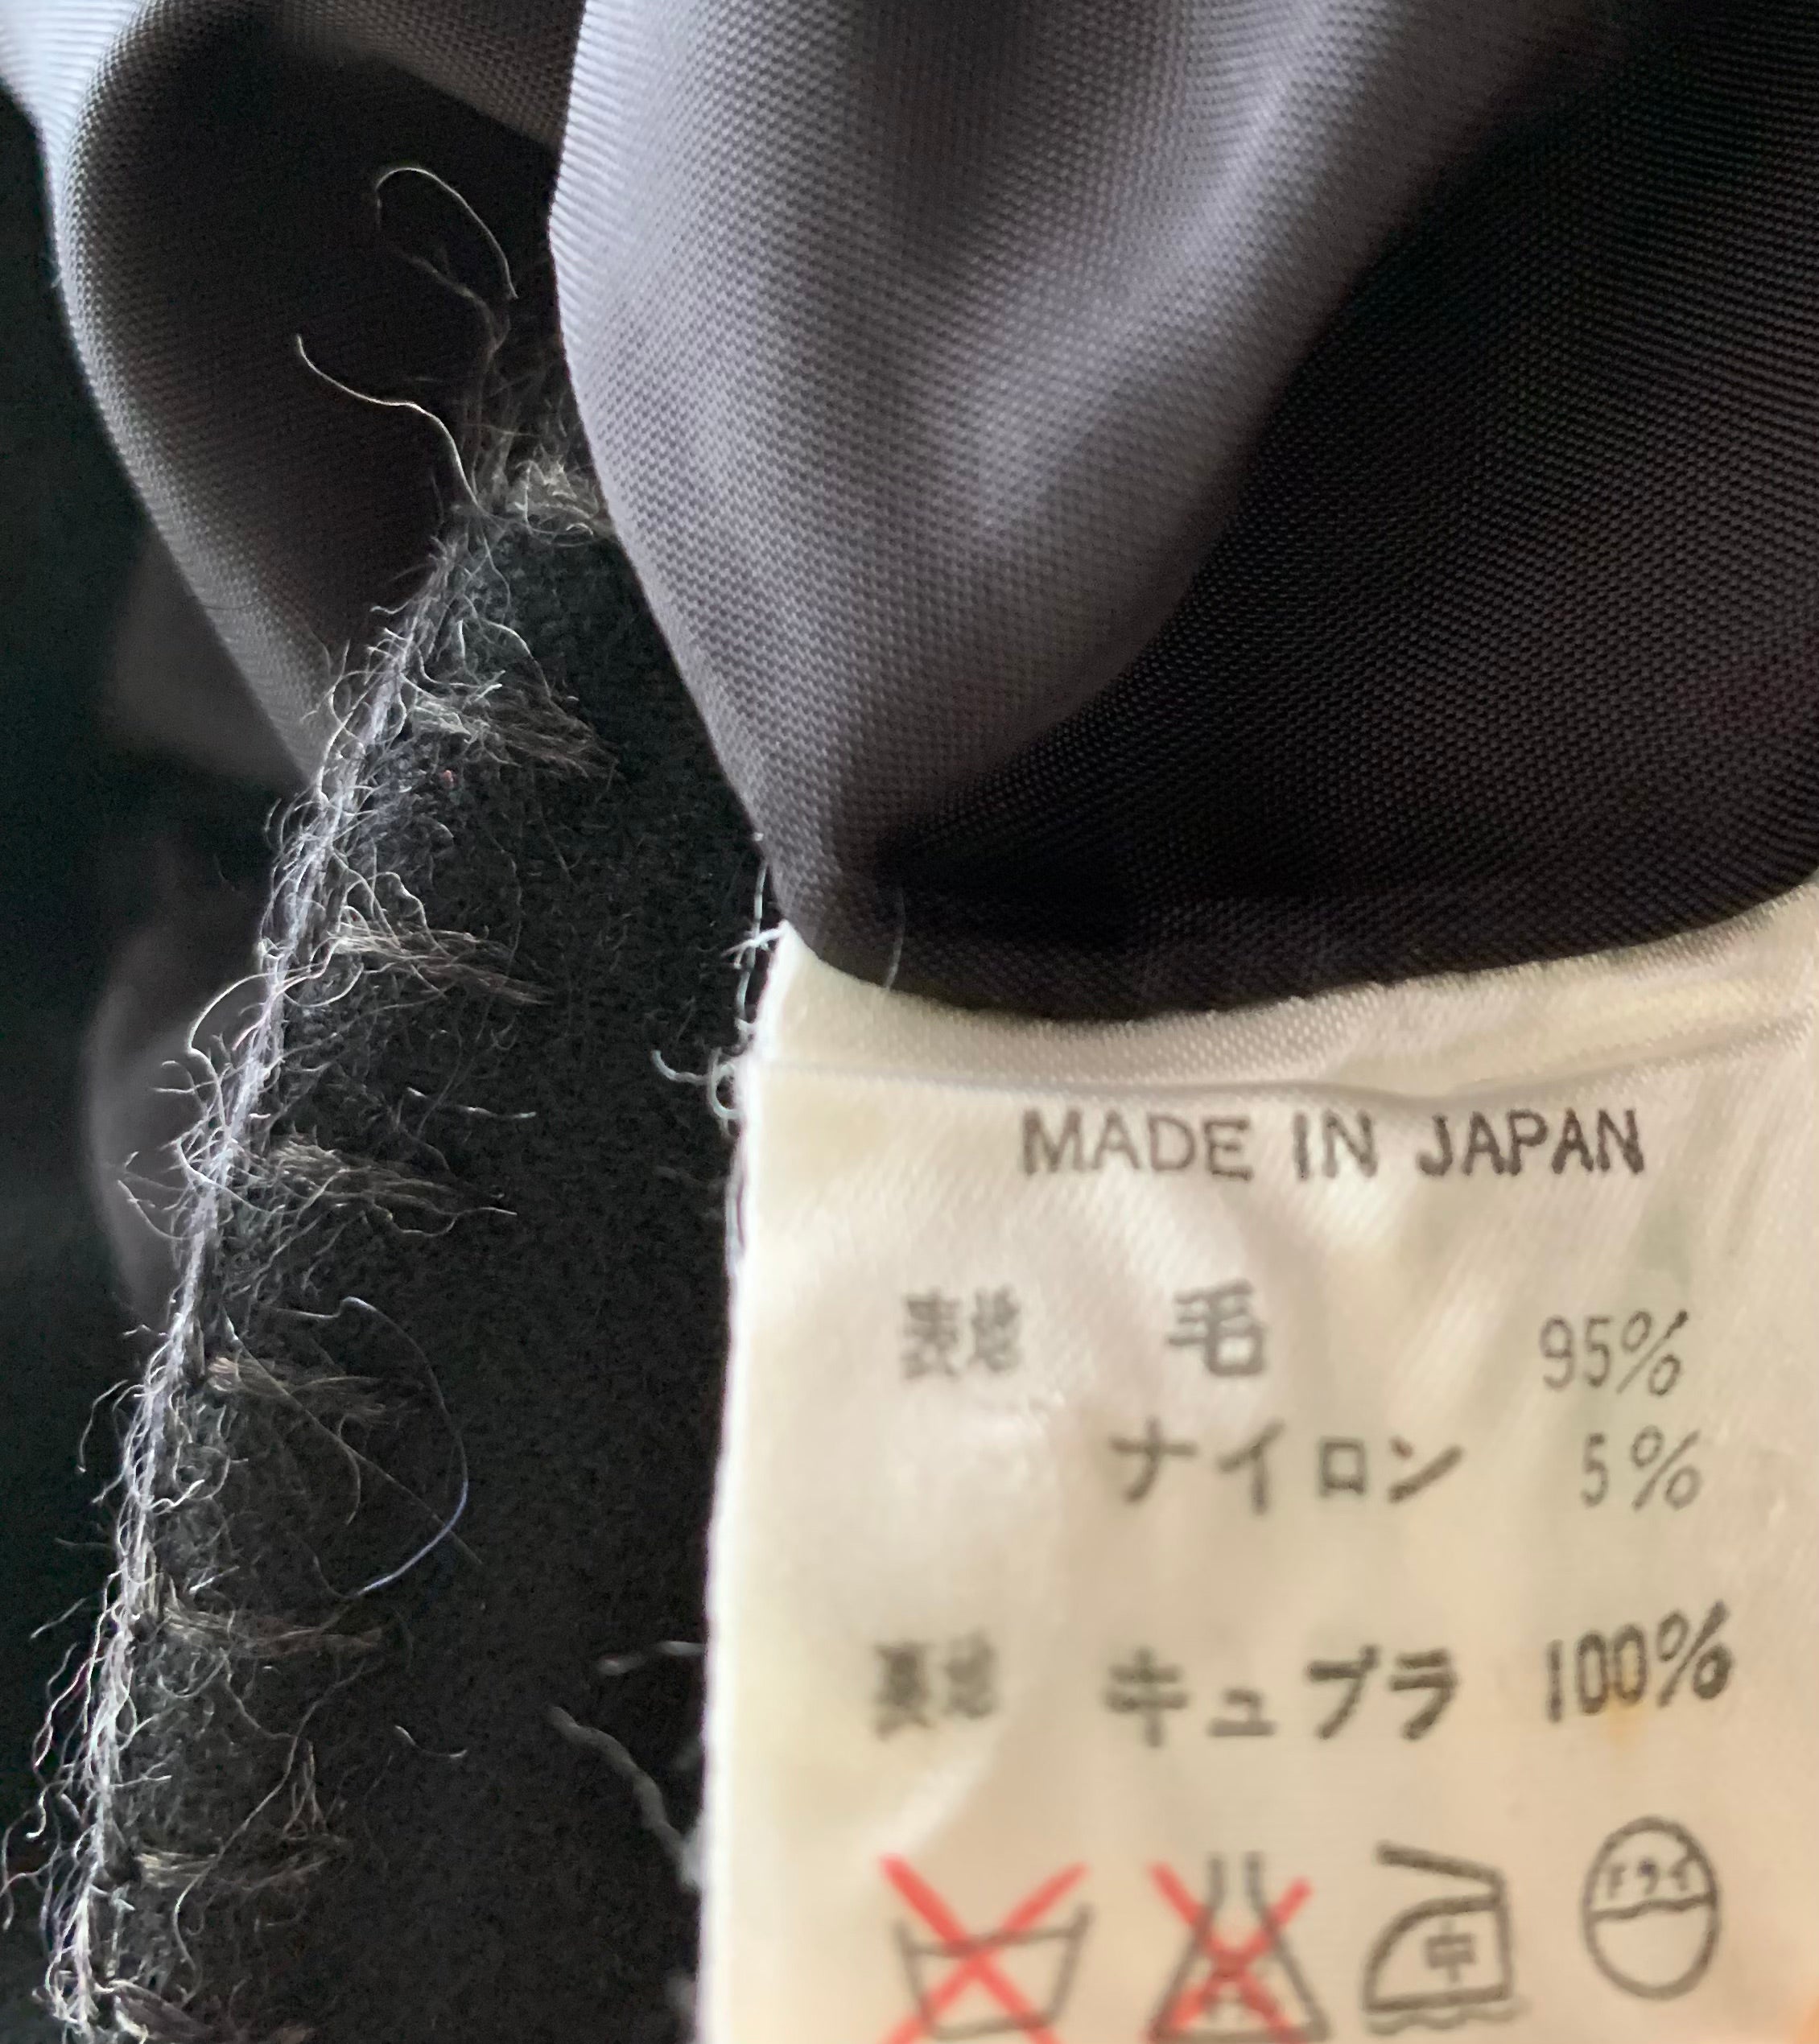 MADE IN JAPAN
表地 毛 95%
ナイロン 5%
裏地 キュプラ 100%
中 ドライ